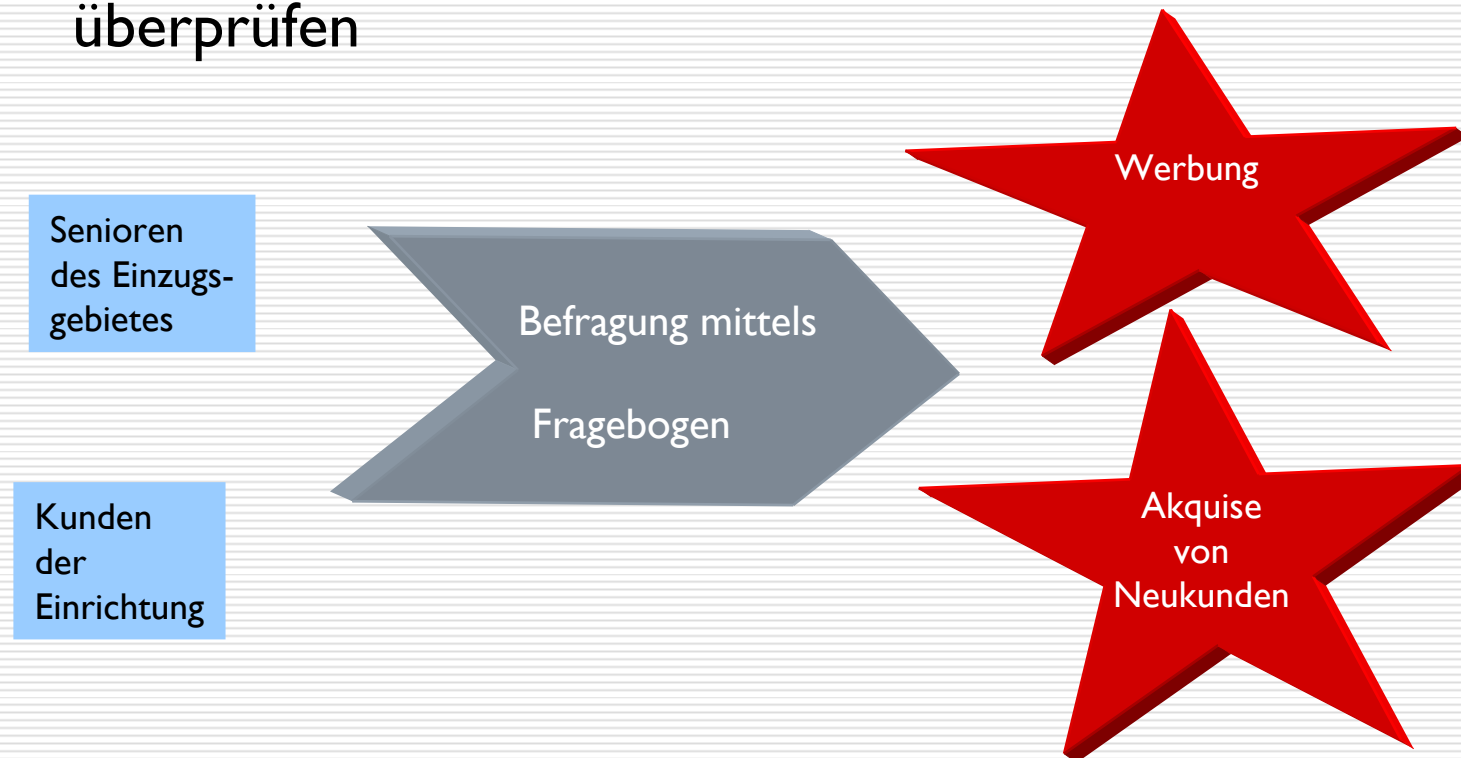 überprüfen
Senioren
des Einzugs-
gebietes
Befragung mittels
Fragebogen
Kunden
der
Einrichtung
Werbung
Akquise
von
Neukunden